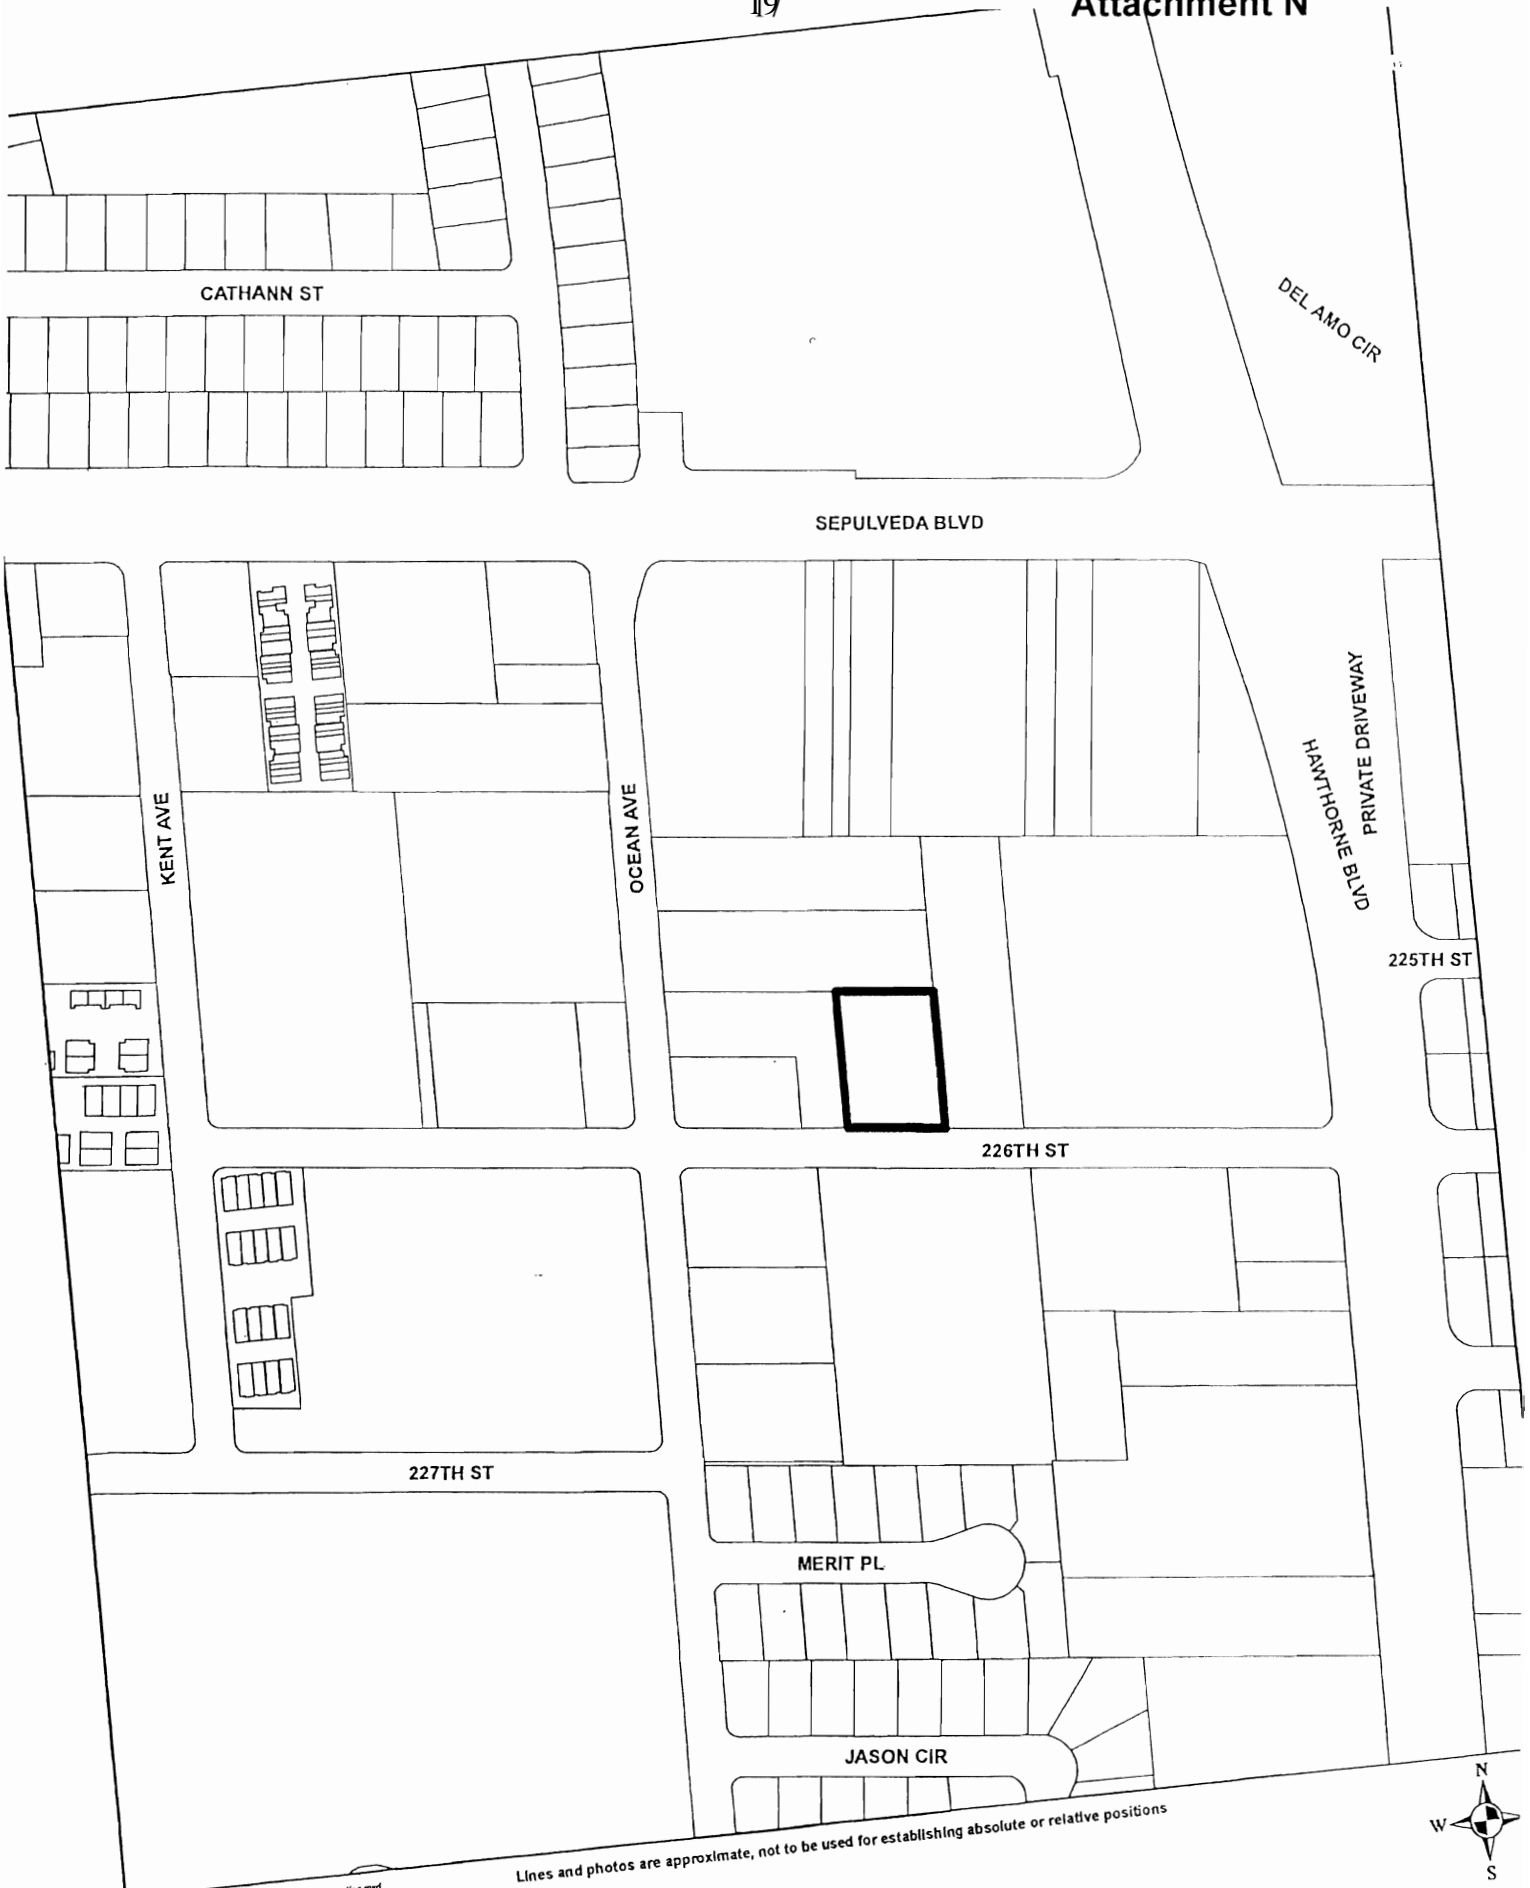 19
Attachment N
CATHANN ST
DEL AMO CIR
SEPULVEDA BLVD
PRIVATE DRIVEWAY
HAWTHORNE BLVD
KENT AVE
OCEAN AVE
225TH ST
226TH ST
227TH ST
MERIT PL
JASON CIR
N
W
S
Lines and photos are approximate, not to be used for establishing absolute or relative positions